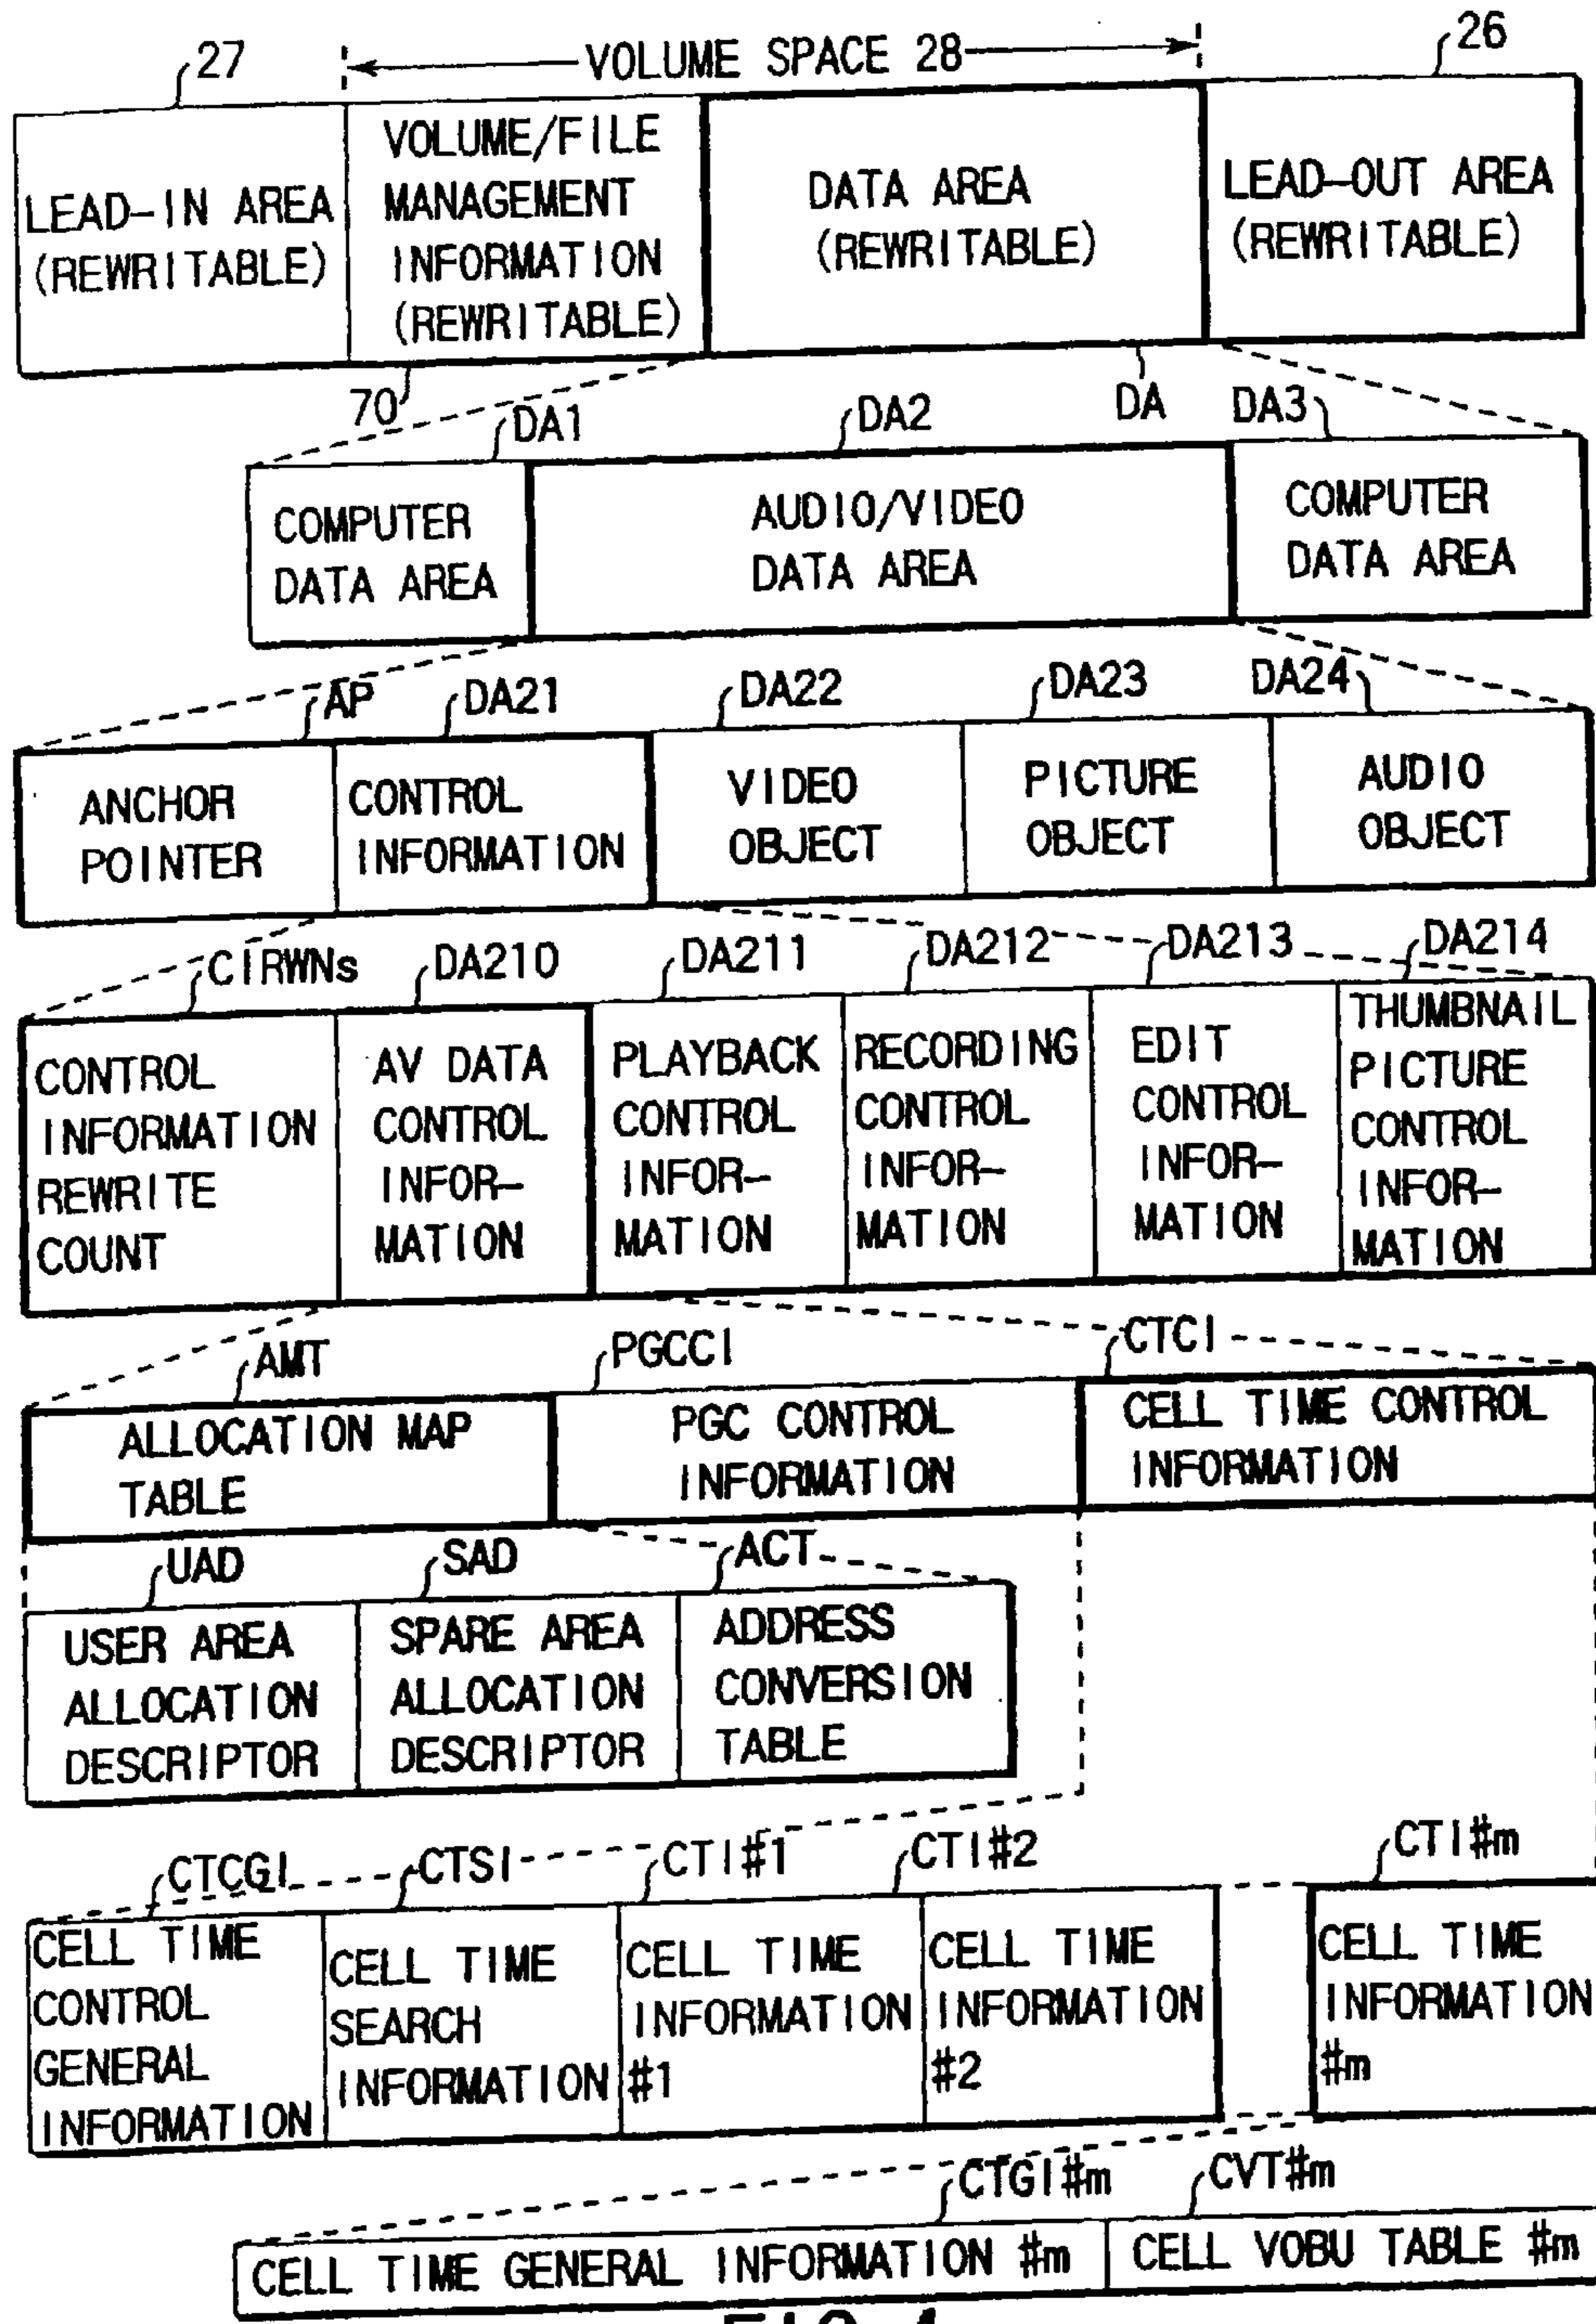 27
VOLUME SPACE 28
26
LEAD-IN AREA
(REWRITABLE)
VOLUME/FILE
MANAGEMENT
INFORMATION
(REWRITABLE)
DATA AREA
(REWRITABLE)
LEAD-OUT AREA
(REWRITABLE)
70
DA
DA1
DA2
DA3
COMPUTER
DATA AREA
AUDIO/VIDEO
DATA AREA
COMPUTER
DATA AREA
AP
DA21
DA22
DA23
DA24
ANCHOR
POINTER
CONTROL
INFORMATION
VIDEO
OBJECT
PICTURE
OBJECT
AUDIO
OBJECT
CIRWNs
DA210
DA211
DA212
DA213
DA214
CONTROL
INFORMATION
REWRITE
COUNT
AV DATA
CONTROL
INFOR-
MATION
PLAYBACK
CONTROL
INFOR-
MATION
RECORDING
CONTROL
INFOR-
MATION
EDIT
CONTROL
INFOR-
MATION
THUMBNAIL
PICTURE
CONTROL
INFOR-
MATION
AMT
PGCCI
CTCI
ALLOCATION MAP
TABLE
PGC CONTROL
INFORMATION
CELL TIME CONTROL
INFORMATION
UAD
SAD
ACT
USER AREA
ALLOCATION
DESCRIPTOR
SPARE AREA
ALLOCATION
DESCRIPTOR
ADDRESS
CONVERSION
TABLE
CTCGI
CTSI
CTI#1
CTI#2
CTI#m
CELL TIME
CONTROL
GENERAL
INFORMATION
CELL TIME
SEARCH
INFORMATION
CELL TIME
INFORMATION
#1
CELL TIME
INFORMATION
#2
CELL TIME
INFORMATION
#m
CTGI#m
CVT#m
CELL TIME GENERAL INFORMATION #m
CELL VOBU TABLE #m